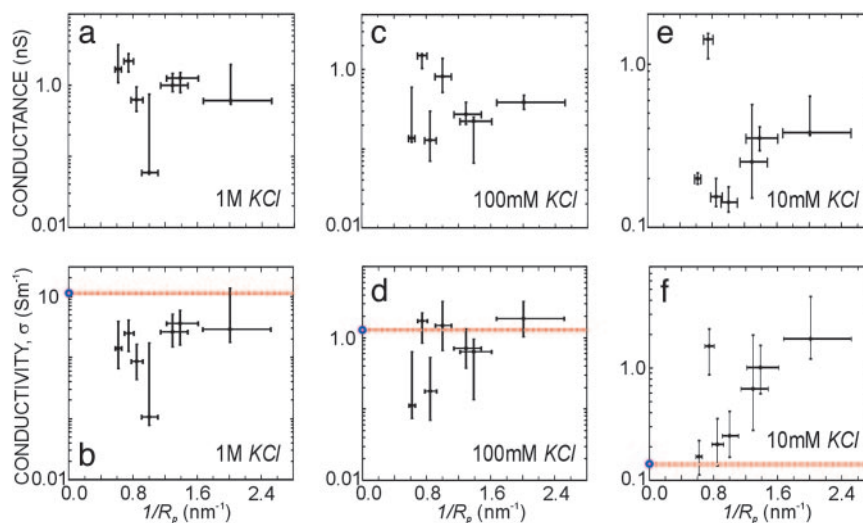 a
c
e
CONDUCTANCE (nS)
1.0
0.01
1M KCl
1.0
0.01
100mM KCl
1.0
0.1
10mM KCl
b
d
f
CONDUCTIVITY, σ (Sm⁻¹)
10
0.01
1M KCl
1.0
0.01
100mM KCl
1.0
0.1
10mM KCl
0.0 0.8 1.6 2.4
0.0 0.8 1.6 2.4
0.0 0.8 1.6 2.4
1/Rp (nm⁻¹)
1/Rp (nm⁻¹)
1/Rp (nm⁻¹)